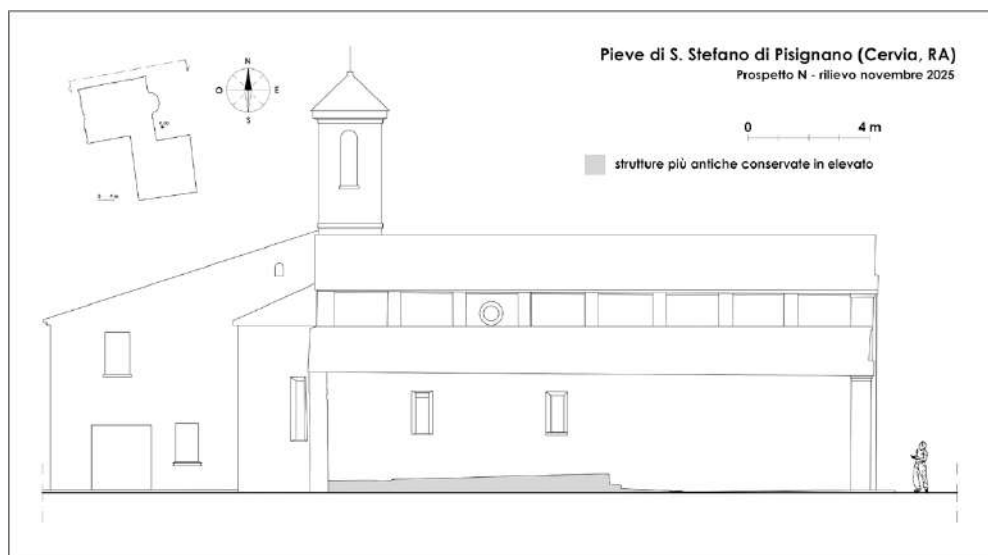 Pieve di S. Stefano di Pisignano (Cervia, RA)
Prospetto N - rilievo novembre 2025
N
O
E
S
0 4 m
strutture più antiche conservate in elevato